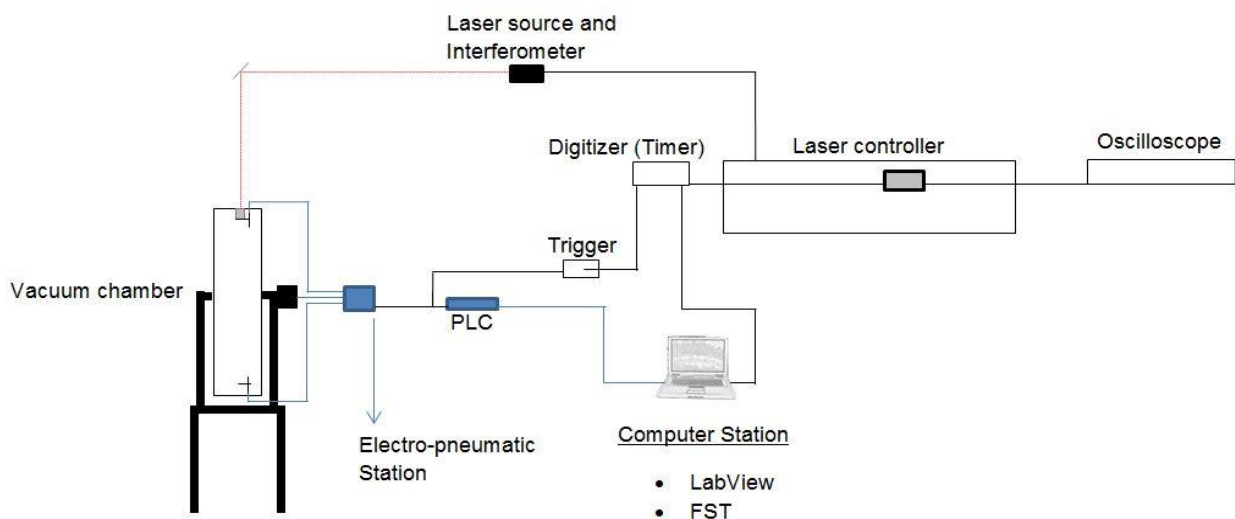 Laser source and
Interferometer
Digitizer (Timer)
Laser controller
Oscilloscope
Trigger
Vacuum chamber
PLC
Electro-pneumatic
Station
Computer Station
• LabView
• FST